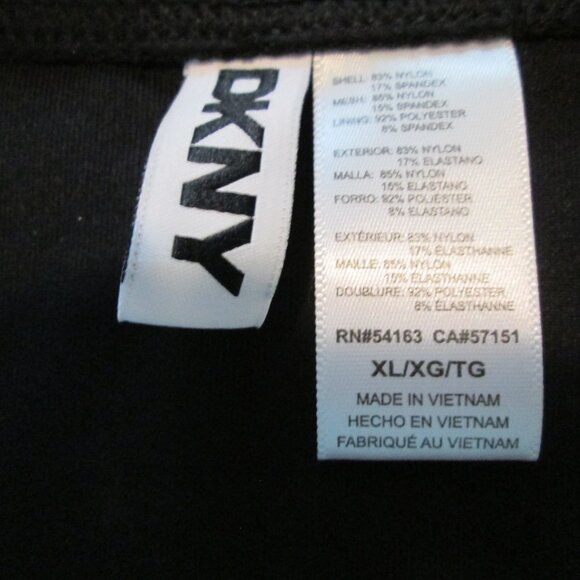 DKNY
SHELL: 83% NYLON
17% SPANDEX
MESH: 85% NYLON
15% SPANDEX
LINING: 92% POLYESTER
8% SPANDEX
EXTERIOR: 83% NYLON
17% ELASTANO
MALLA: 85% NYLON
15% ELASTANO
FORRO: 92% POLIESTER
8% ELASTANO
EXTÉRIEUR: 83% NYLON
17% ÉLASTHANNE
MAILLE: 85% NYLON
15% ÉLASTHANNE
DOUBLURE: 92% POLYESTER
8% ÉLASTHANNE
RN#54163 CA#57151
XL/XG/TG
MADE IN VIETNAM
HECHO EN VIETNAM
FABRIQUÉ AU VIETNAM